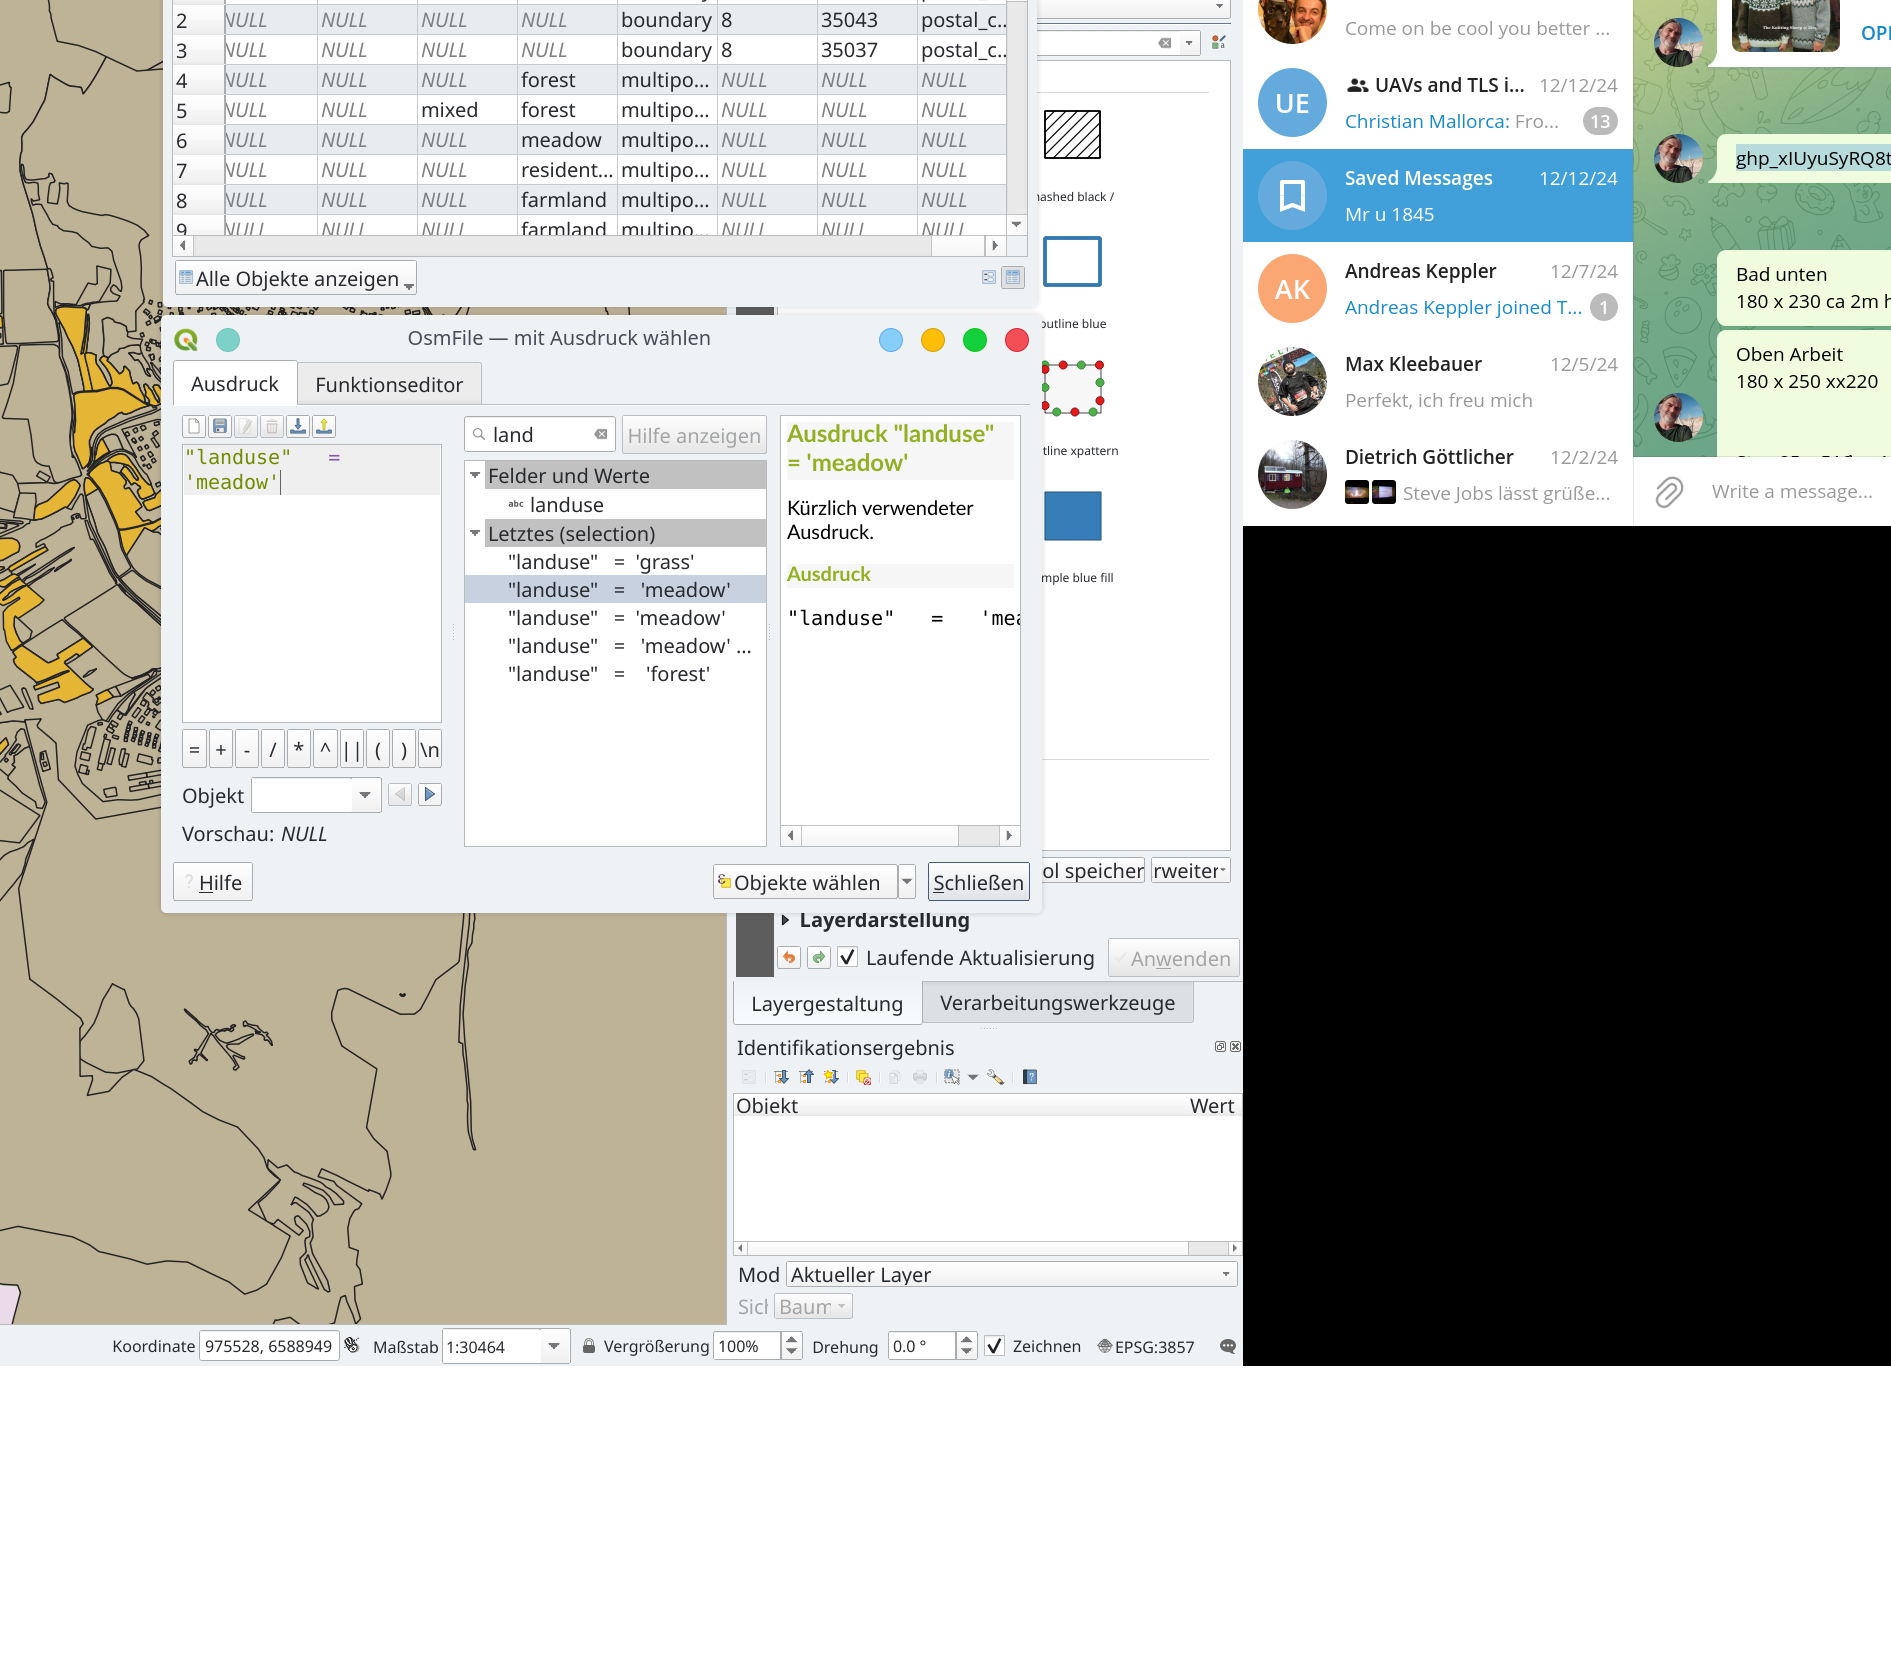 2 NULL NULL NULL NULL boundary 8 35043 postal_c...
3 NULL NULL NULL NULL boundary 8 35037 postal_c...
4 NULL NULL NULL forest multipo... NULL NULL NULL
5 NULL NULL mixed forest multipo... NULL NULL NULL
6 NULL NULL NULL meadow multipo... NULL NULL NULL
7 NULL NULL NULL resident... multipo... NULL NULL NULL
8 NULL NULL NULL farmland multipo... NULL NULL NULL
9 NULL NULL NULL farmland multipo... NULL NULL NULL
Alle Objekte anzeigen
OsmFile — mit Ausdruck wählen
Ausdruck
Funktionseditor
"landuse" =
'meadow'
land
Hilfe anzeigen
Felder und Werte
abc landuse
Letztes (selection)
"landuse" = 'grass'
"landuse" = 'meadow'
"landuse" = 'meadow'
"landuse" = 'meadow' ...
"landuse" = 'forest'
Ausdruck "landuse"
= 'meadow'
Kürzlich verwendeter
Ausdruck.
Ausdruck
"landuse" = 'mea
= + - / * ^ || ( ) \n
Objekt
Vorschau: NULL
Hilfe
Objekte wählen
Schließen
hashed black /
outline blue
tline xpattern
mple blue fill
ol speicher
rweiter
Layerdarstellung
Laufende Aktualisierung
Anwenden
Layergestaltung
Verarbeitungswerkzeuge
Identifikationsergebnis
Objekt Wert
Mod Aktueller Layer
Sicl Baum
Koordinate 975528, 6588949 Maßstab 1:30464 Vergrößerung 100% Drehung 0.0 ° Zeichnen EPSG:3857
Come on be cool you better ...
UE
UAVs and TLS i... 12/12/24
Christian Mallorca: Fro... 13
Saved Messages 12/12/24
Mr u 1845
AK
Andreas Keppler 12/7/24
Andreas Keppler joined T... 1
Max Kleebauer 12/5/24
Perfekt, ich freu mich
Dietrich Göttlicher 12/2/24
Steve Jobs lässt grüße...
OP
ghp_xIUyuSyRQ8t
Bad unten
180 x 230 ca 2m h
Oben Arbeit
180 x 250 xx220
Write a message...